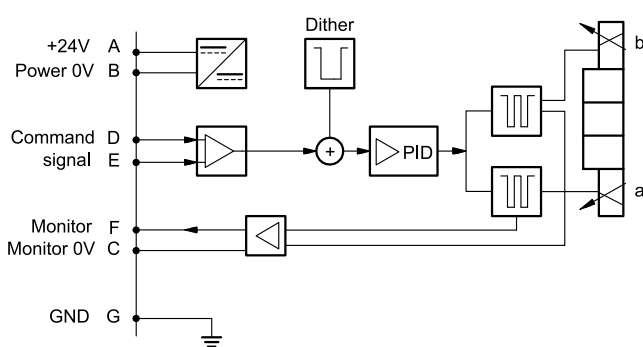 Dither
+24V A
Power 0V B
b
Command D
signal E
PID
a
Monitor F
Monitor 0V C
GND G